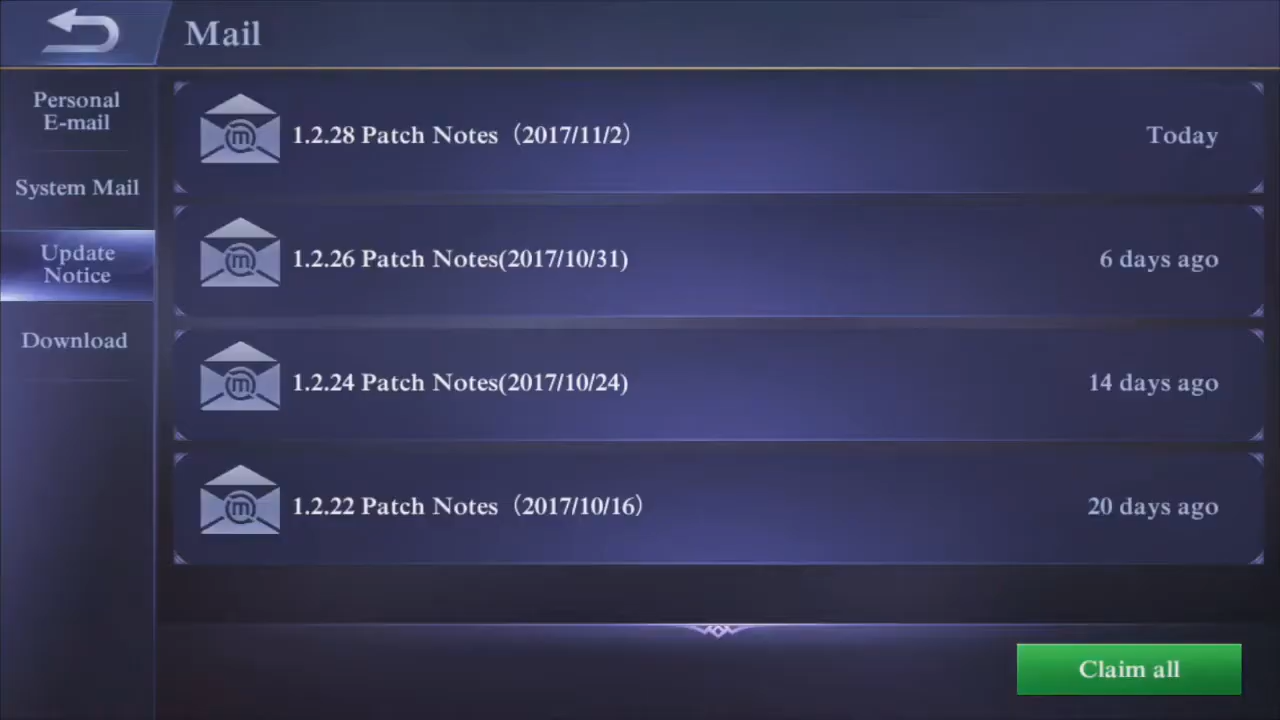 Mail
Personal
E-mail
System Mail
Update
Notice
Download
1.2.28 Patch Notes（2017/11/2） Today
1.2.26 Patch Notes(2017/10/31) 6 days ago
1.2.24 Patch Notes(2017/10/24) 14 days ago
1.2.22 Patch Notes（2017/10/16） 20 days ago
Claim all